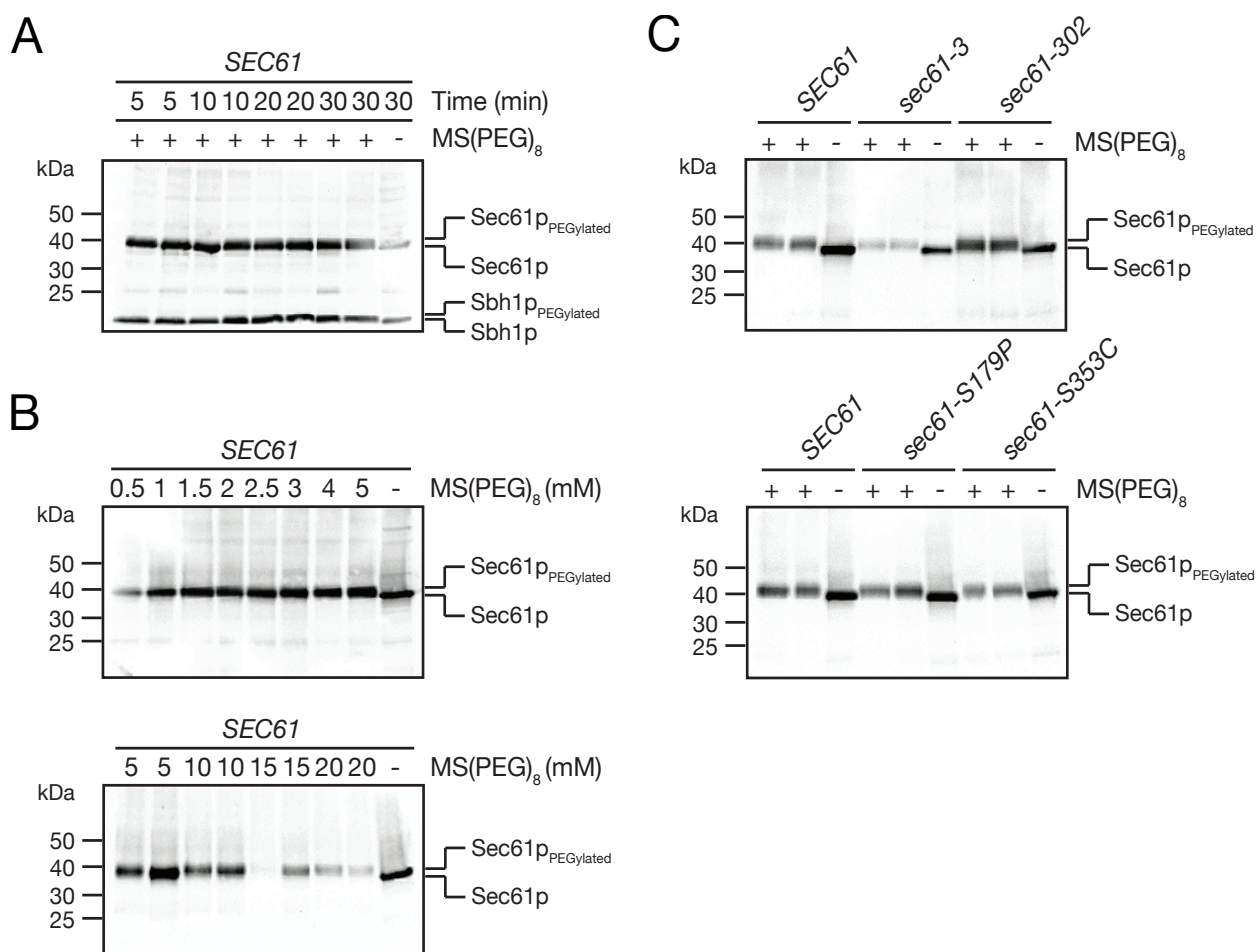 A
SEC61
5 5 10 10 20 20 30 30 30 Time (min)
+ + + + + + + + - MS(PEG)8
kDa
50
40
30
25
Sec61pPEGylated
Sec61p
Sbh1pPEGylated
Sbh1p
B
SEC61
0.5 1 1.5 2 2.5 3 4 5 - MS(PEG)8 (mM)
kDa
50
40
30
25
Sec61pPEGylated
Sec61p
SEC61
5 5 10 10 15 15 20 20 - MS(PEG)8 (mM)
kDa
50
40
30
25
Sec61pPEGylated
Sec61p
C
SEC61 sec61-3 sec61-302
+ + - + + - + + - MS(PEG)8
kDa
50
40
30
25
Sec61pPEGylated
Sec61p
SEC61 sec61-S179P sec61-S353C
+ + - + + - + + - MS(PEG)8
kDa
50
40
30
25
Sec61pPEGylated
Sec61p